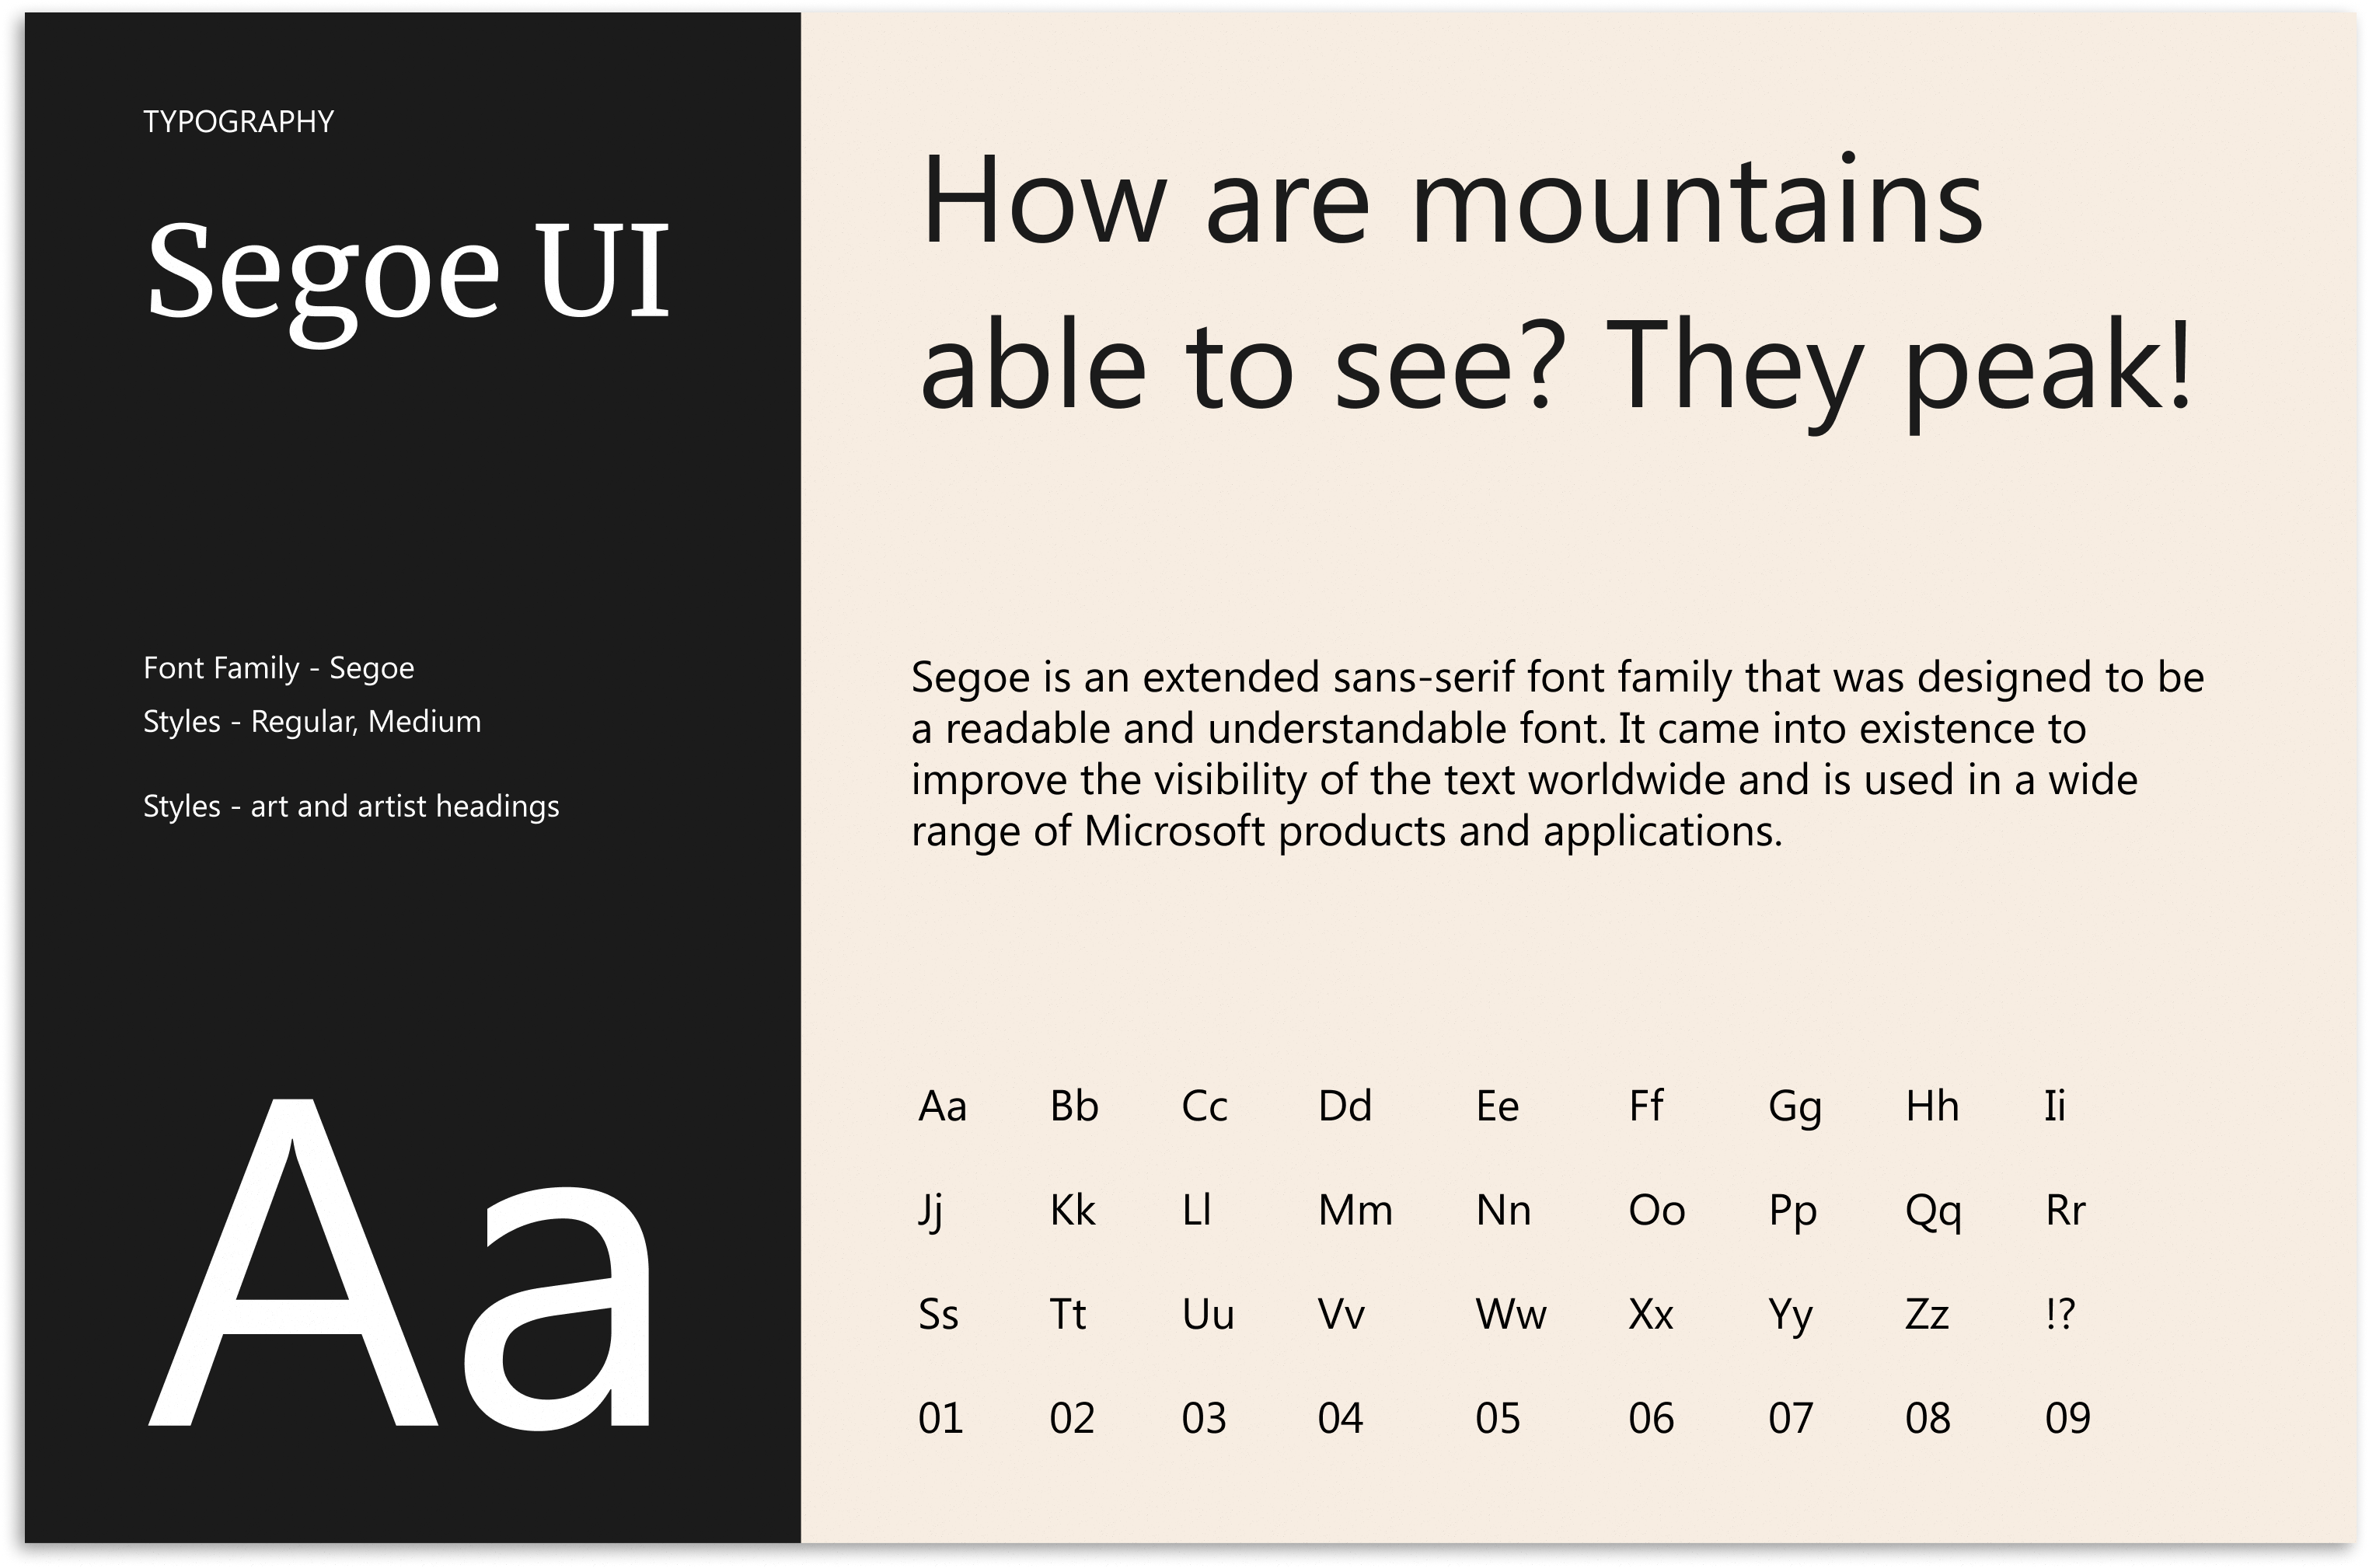 TYPOGRAPHY
Segoe UI
Font Family - Segoe
Styles - Regular, Medium
Styles - art and artist headings
Aa
How are mountains
able to see? They peak!
Segoe is an extended sans-serif font family that was designed to be
a readable and understandable font. It came into existence to
improve the visibility of the text worldwide and is used in a wide
range of Microsoft products and applications.
Aa Bb Cc Dd Ee Ff Gg Hh Ii
Jj Kk Ll Mm Nn Oo Pp Qq Rr
Ss Tt Uu Vv Ww Xx Yy Zz !?
01 02 03 04 05 06 07 08 09